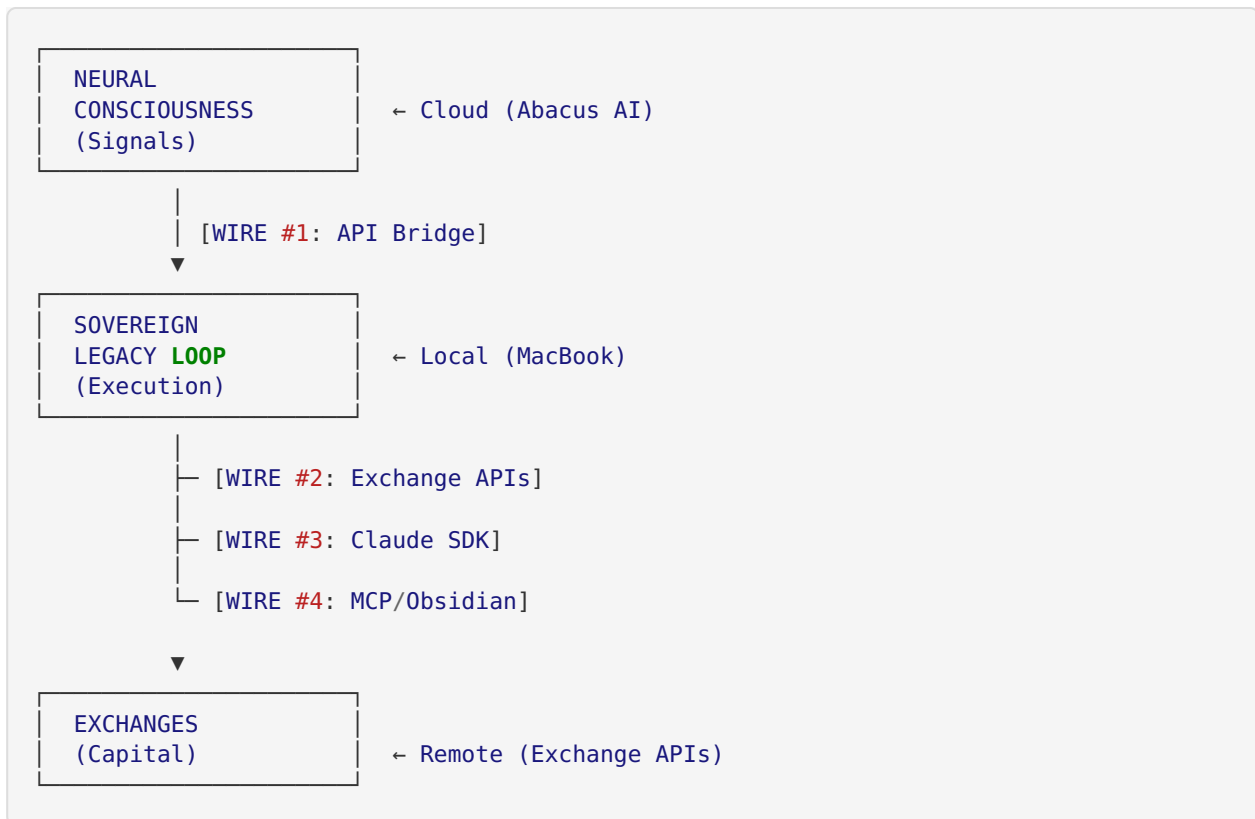 NEURAL
CONSCIOUSNESS ← Cloud (Abacus AI)
(Signals)
[WIRE #1: API Bridge]
▼
SOVEREIGN
LEGACY LOOP ← Local (MacBook)
(Execution)
├─ [WIRE #2: Exchange APIs]
├─ [WIRE #3: Claude SDK]
└─ [WIRE #4: MCP/Obsidian]
▼
EXCHANGES
(Capital) ← Remote (Exchange APIs)